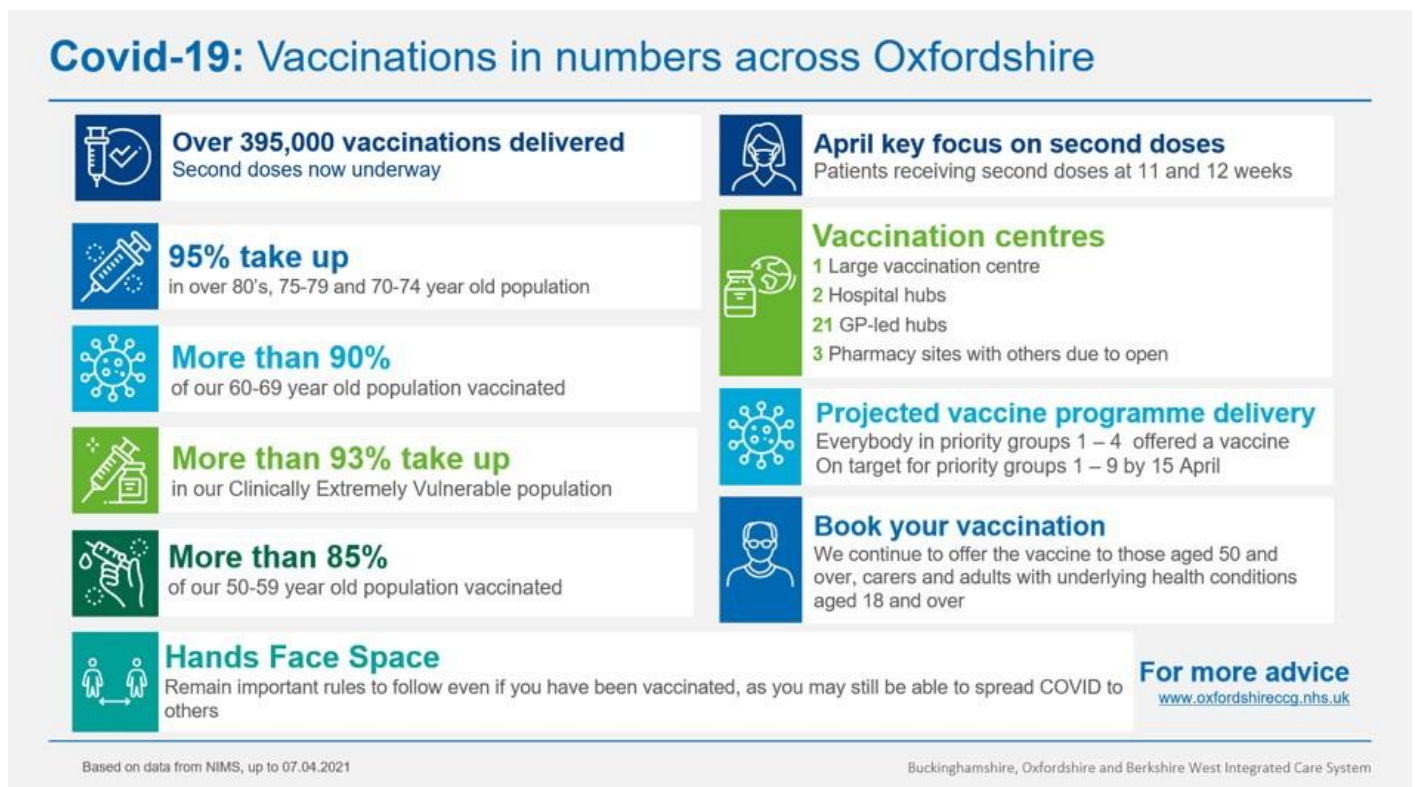 Covid-19: Vaccinations in numbers across Oxfordshire
Over 395,000 vaccinations delivered
Second doses now underway
95% take up
in over 80's, 75-79 and 70-74 year old population
More than 90%
of our 60-69 year old population vaccinated
More than 93% take up
in our Clinically Extremely Vulnerable population
More than 85%
of our 50-59 year old population vaccinated
April key focus on second doses
Patients receiving second doses at 11 and 12 weeks
Vaccination centres
1 Large vaccination centre
2 Hospital hubs
21 GP-led hubs
3 Pharmacy sites with others due to open
Projected vaccine programme delivery
Everybody in priority groups 1 – 4 offered a vaccine
On target for priority groups 1 – 9 by 15 April
Book your vaccination
We continue to offer the vaccine to those aged 50 and
over, carers and adults with underlying health conditions
aged 18 and over
Hands Face Space
Remain important rules to follow even if you have been vaccinated, as you may still be able to spread COVID to
others
For more advice
www.oxfordshireccg.nhs.uk
Based on data from NIMS, up to 07.04.2021
Buckinghamshire, Oxfordshire and Berkshire West Integrated Care System